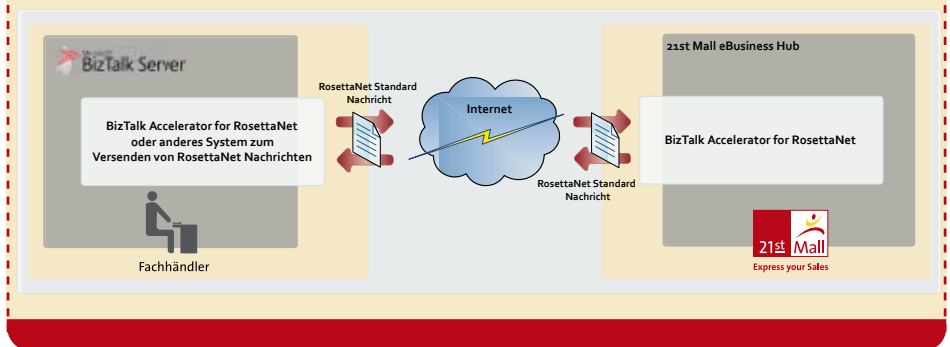 21st Mall eBusiness Hub
BizTalk Server
RosettaNet Standard
Nachricht
Internet
BizTalk Accelerator for RosettaNet
oder anderes System zum
Versenden von RosettaNet Nachrichten
BizTalk Accelerator for RosettaNet
RosettaNet Standard
Nachricht
21st Mall
Express your Sales
Fachhändler